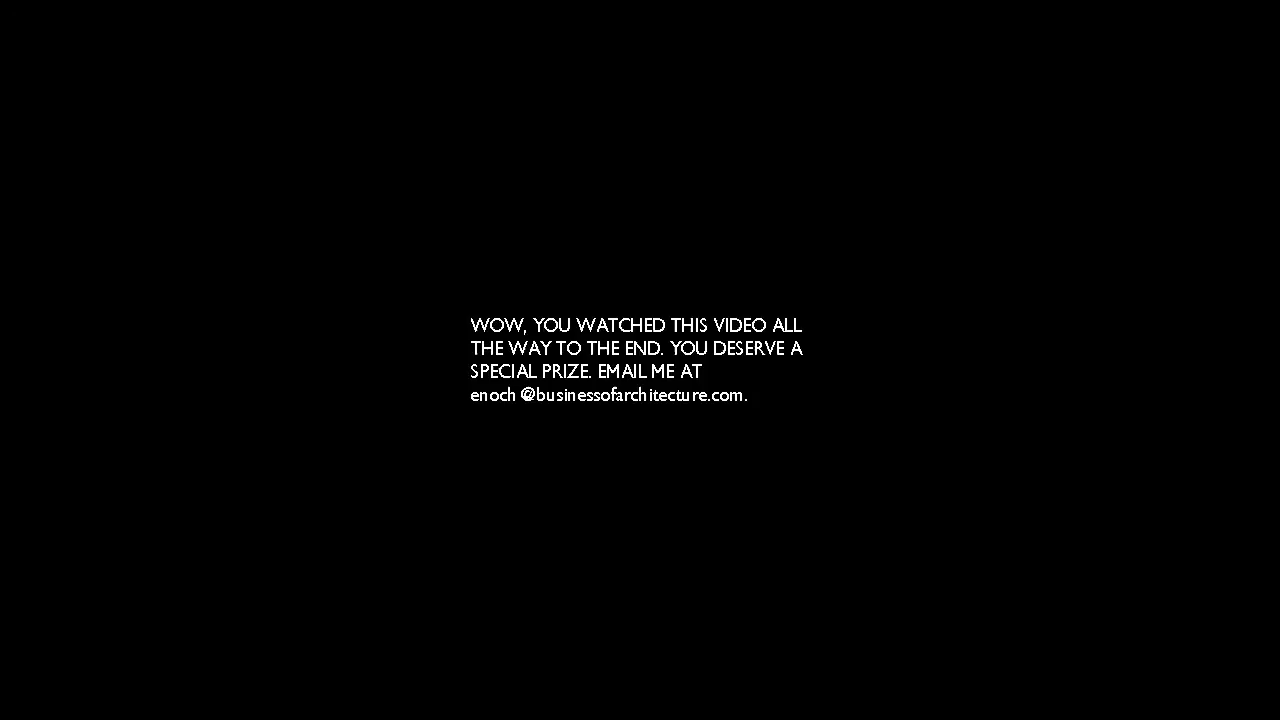 WOW, YOU WATCHED THIS VIDEO ALL
THE WAY TO THE END. YOU DESERVE A
SPECIAL PRIZE. EMAIL ME AT
enoch@businessofarchitecture.com.